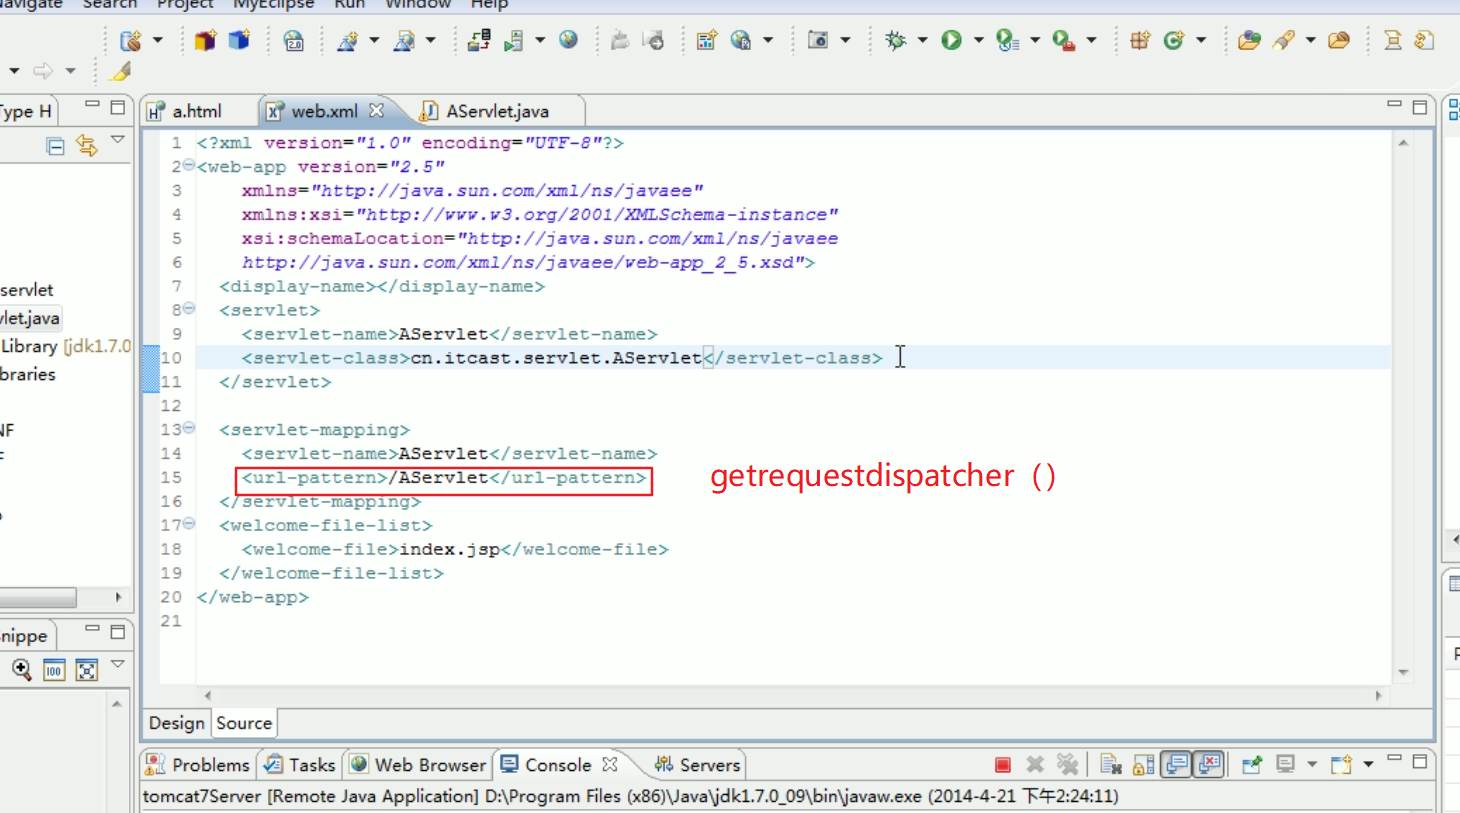 Navigate Search Project MyEclipse Run Window Help
Type H
a.html web.xml AServlet.java
1 <?xml version="1.0" encoding="UTF-8"?>
2 <web-app version="2.5"
3 xmlns="http://java.sun.com/xml/ns/javaee"
4 xmlns:xsi="http://www.w3.org/2001/XMLSchema-instance"
5 xsi:schemaLocation="http://java.sun.com/xml/ns/javaee
6 http://java.sun.com/xml/ns/javaee/web-app_2_5.xsd">
7 <display-name></display-name>
8 <servlet>
9 <servlet-name>AServlet</servlet-name>
10 <servlet-class>cn.itcast.servlet.AServlet</servlet-class>
11 </servlet>
12
13 <servlet-mapping>
14 <servlet-name>AServlet</servlet-name>
15 <url-pattern>/AServlet</url-pattern>
16 </servlet-mapping>
17 <welcome-file-list>
18 <welcome-file>index.jsp</welcome-file>
19 </welcome-file-list>
20 </web-app>
21
getrequestdispatcher（）
servlet
vlet.java
Library [jdk1.7.0
braries
NF
Snippe
100
Design Source
Problems Tasks Web Browser Console Servers
tomcat7Server [Remote Java Application] D:\Program Files (x86)\Java\jdk1.7.0_09\bin\javaw.exe (2014-4-21 下午2:24:11)